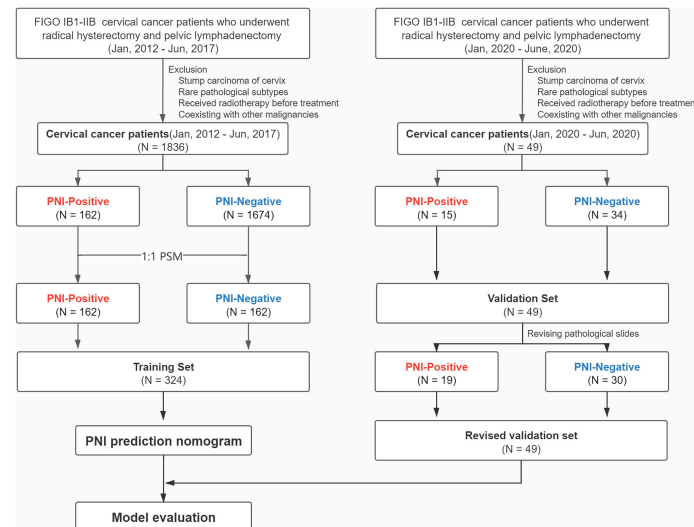 FIGO IB1-IIB cervical cancer patients who underwent
radical hysterectomy and pelvic lymphadenectomy
(Jan, 2012 - Jun, 2017)
Exclusion
Stump carcinoma of cervix
Rare pathological subtypes
Received radiotherapy before treatment
Coexisting with other malignancies
Cervical cancer patients(Jan, 2012 - Jun, 2017)
(N = 1836)
PNI-Positive
(N = 162)
PNI-Negative
(N = 1674)
1:1 PSM
PNI-Positive
(N = 162)
PNI-Negative
(N = 162)
Training Set
(N = 324)
PNI prediction nomogram
Model evaluation
FIGO IB1-IIB cervical cancer patients who underwent
radical hysterectomy and pelvic lymphadenectomy
(Jan, 2020 - June, 2020)
Exclusion
Stump carcinoma of cervix
Rare pathological subtypes
Received radiotherapy before treatment
Coexisting with other malignancies
Cervical cancer patients(Jan, 2020 - Jun, 2020)
(N = 49)
PNI-Positive
(N = 15)
PNI-Negative
(N = 34)
Validation Set
(N = 49)
Revising pathological slides
PNI-Positive
(N = 19)
PNI-Negative
(N = 30)
Revised validation set
(N = 49)